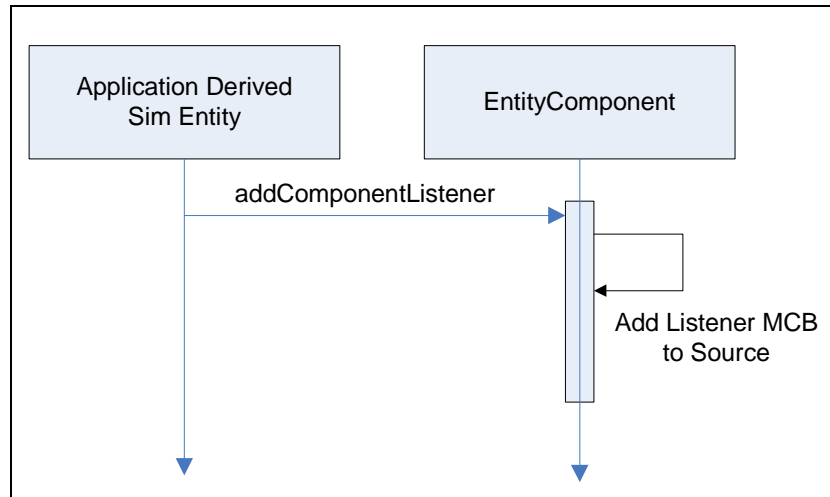 Application Derived
Sim Entity
EntityComponent
addComponentListener
Add Listener MCB
to Source